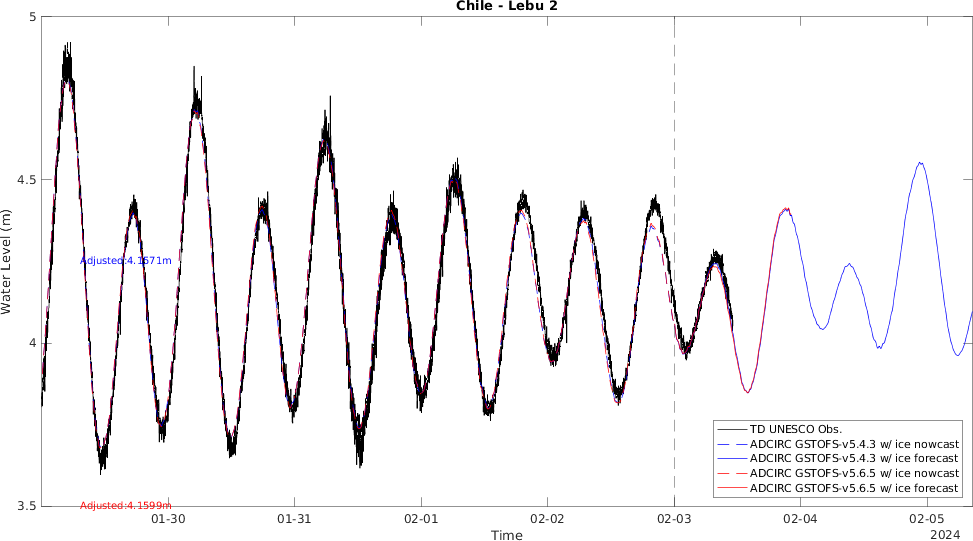 Chile - Lebu 2
5
4.5
4
3.5
Water Level (m)
Adjusted:4.1571m
Adjusted:4.1599m
TD UNESCO Obs.
ADCIRC GSTOFS-v5.4.3 w/ ice nowcast
ADCIRC GSTOFS-v5.4.3 w/ ice forecast
ADCIRC GSTOFS-v5.6.5 w/ ice nowcast
ADCIRC GSTOFS-v5.6.5 w/ ice forecast
01-30 01-31 02-01 02-02 02-03 02-04 02-05
Time
2024